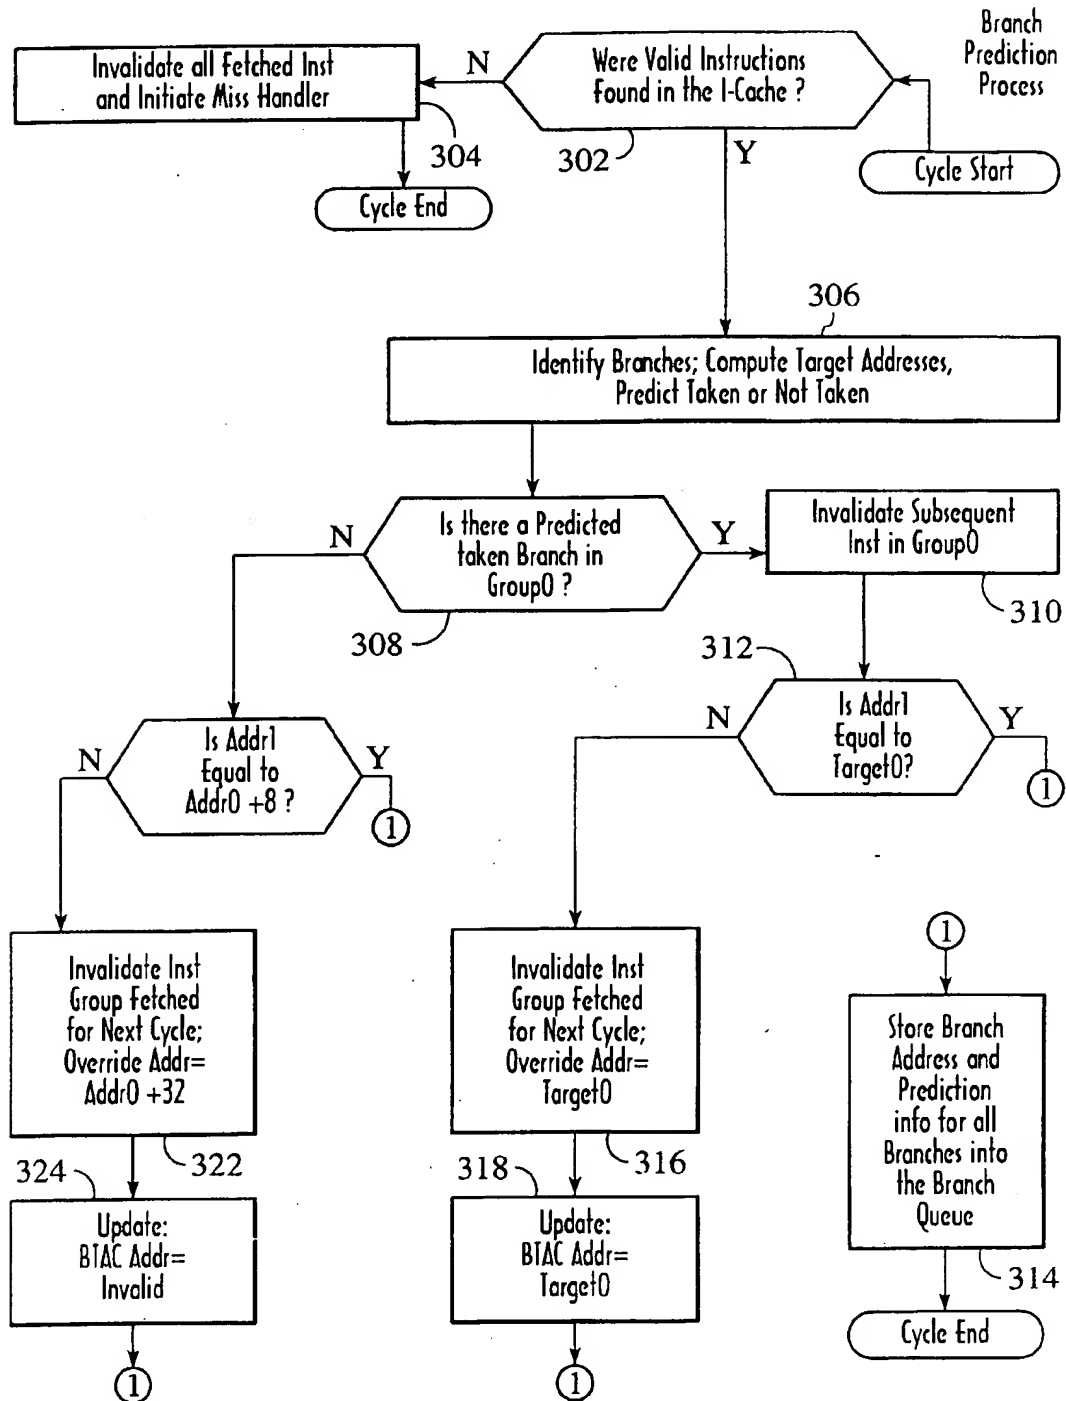 Branch
Prediction
Process
Invalidate all Fetched Inst
and Initiate Miss Handler
304
N
Were Valid Instructions
Found in the I-Cache ?
302
Y
Cycle Start
Cycle End
306
Identify Branches; Compute Target Addresses,
Predict Taken or Not Taken
N
Is there a Predicted
taken Branch in
Group0 ?
308
Y
Invalidate Subsequent
Inst in Group0
310
312
N
Is Addr1
Equal to
Target0?
Y
1
N
Is Addr1
Equal to
Addr0 +8 ?
Y
1
Invalidate Inst
Group Fetched
for Next Cycle;
Override Addr=
Addr0 +32
322
324
Update:
BTAC Addr=
Invalid
1
Invalidate Inst
Group Fetched
for Next Cycle;
Override Addr=
Target0
316
318
Update:
BTAC Addr=
Target0
1
1
Store Branch
Address and
Prediction
info for all
Branches into
the Branch
Queue
314
Cycle End